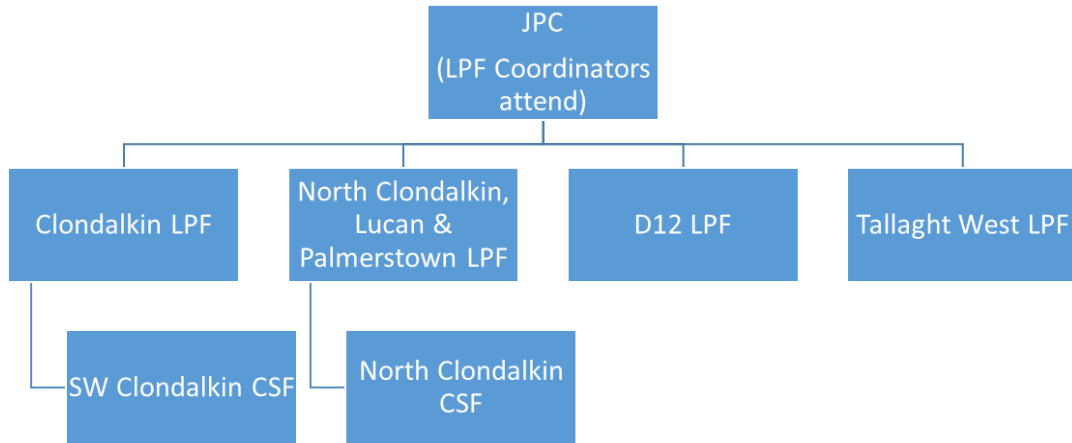 JPC
(LPF Coordinators
attend)
Clondalkin LPF
North Clondalkin,
Lucan &
Palmerstown LPF
D12 LPF
Tallaght West LPF
SW Clondalkin CSF
North Clondalkin
CSF